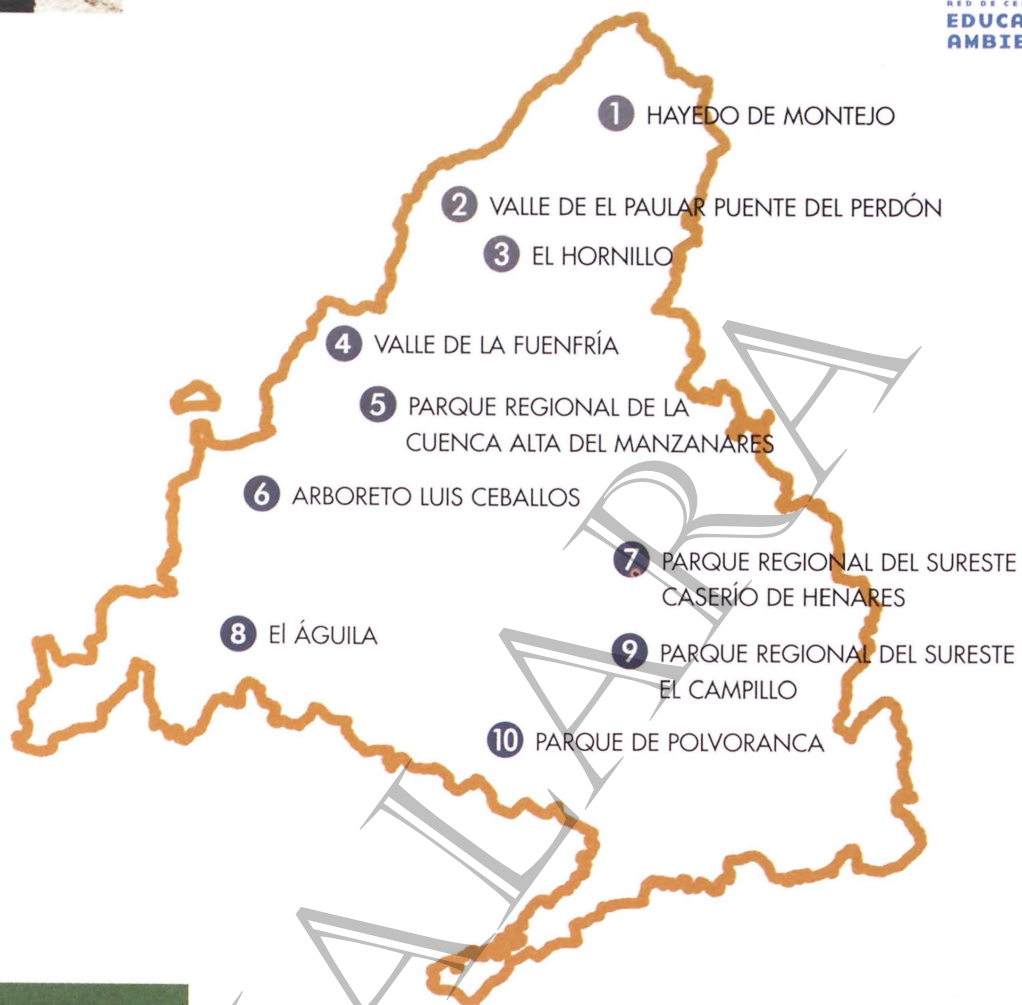 EDUCA
AMBIE
1 HAYEDO DE MONTEJO
2 VALLE DE EL PAULAR PUENTE DEL PERDÓN
3 EL HORNILLO
4 VALLE DE LA FUENFRÍA
5 PARQUE REGIONAL DE LA
CUENCA ALTA DEL MANZANARES
6 ARBORETO LUIS CEBALLOS
7 PARQUE REGIONAL DEL SURESTE
CASERÍO DE HENARES
8 El ÁGUILA
9 PARQUE REGIONAL DEL SURESTE
EL CAMPILLO
10 PARQUE DE POLVORANCA
ALARA